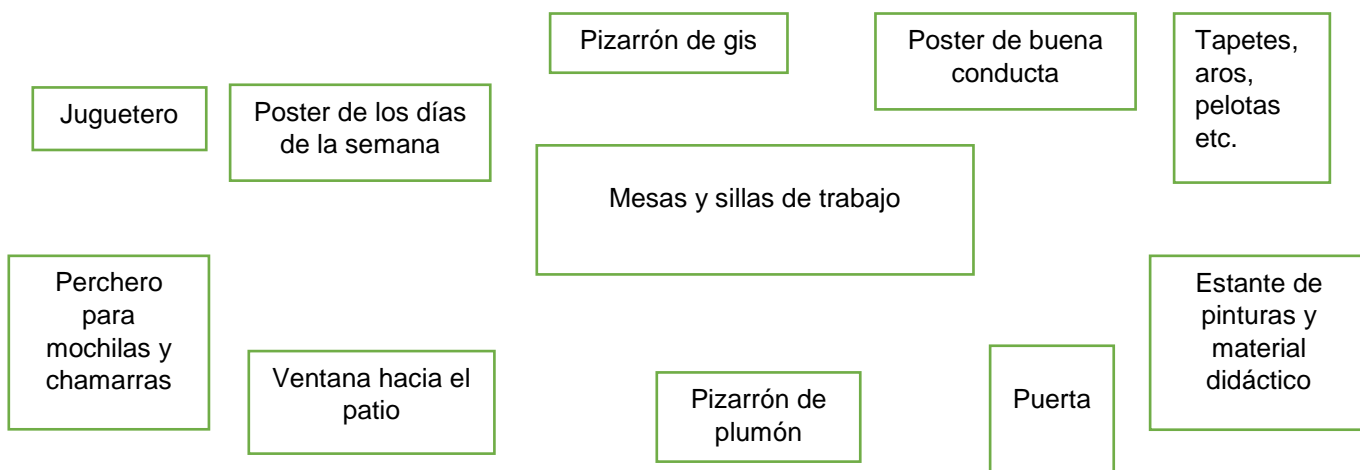 Pizarrón de gis
Poster de buena
conducta
Tapetes,
aros,
pelotas
etc.
Juguetero
Poster de los días
de la semana
Mesas y sillas de trabajo
Perchero
para
mochilas y
chamarras
Estante de
pinturas y
material
didáctico
Ventana hacia el
patio
Pizarrón de
plumón
Puerta